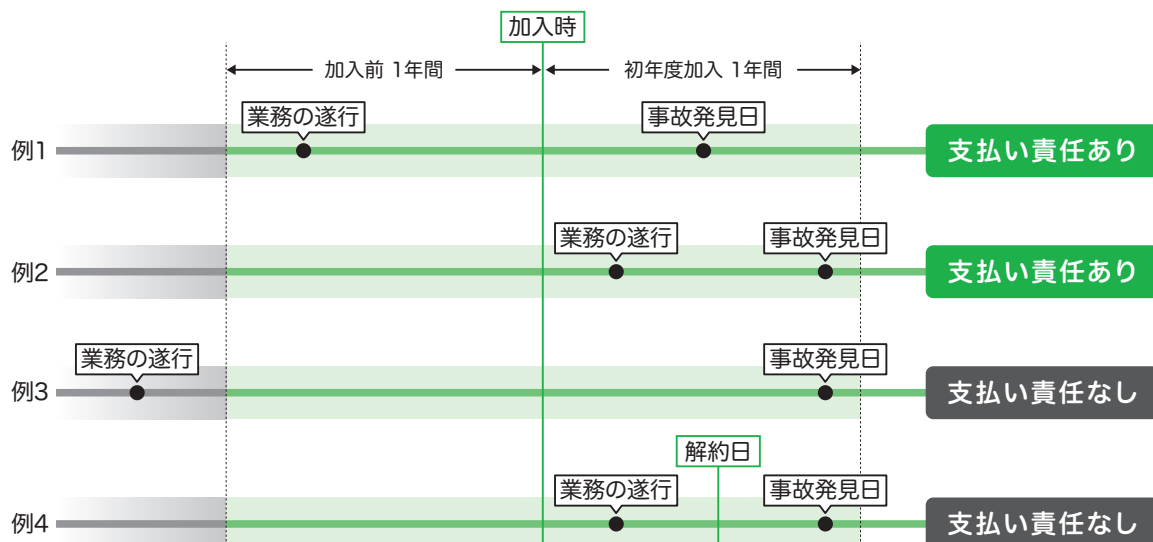 加入時
加入前 1年間
初年度加入 1年間
業務の遂行
事故発見日
例1
支払い責任あり
業務の遂行
事故発見日
例2
支払い責任あり
業務の遂行
事故発見日
例3
支払い責任なし
解約日
業務の遂行
事故発見日
例4
支払い責任なし